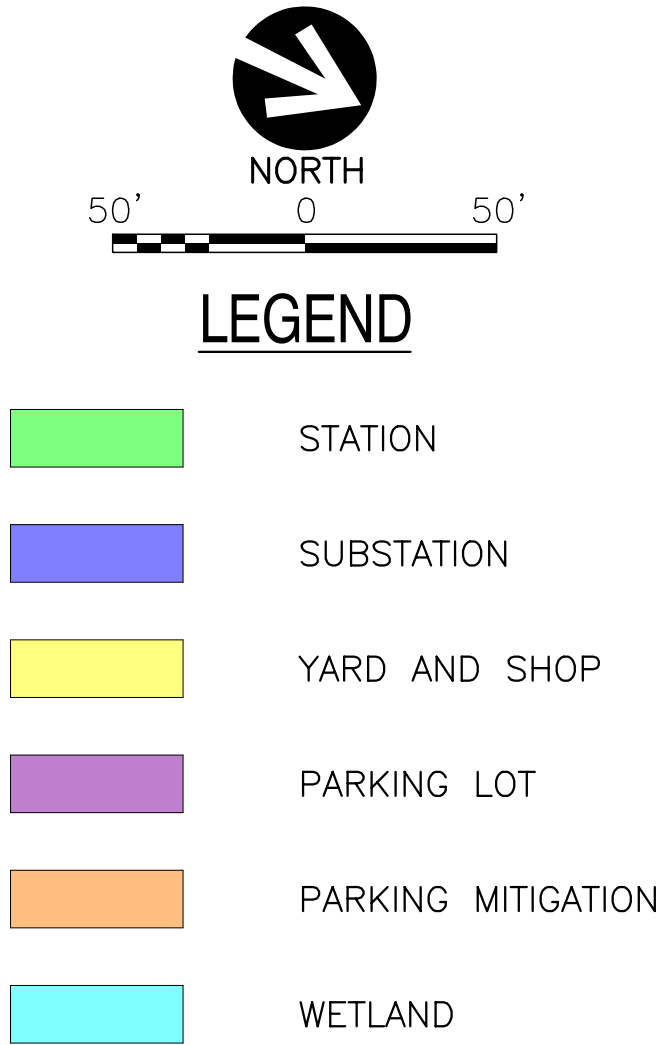 NORTH
50' 0 50'
LEGEND
STATION
SUBSTATION
YARD AND SHOP
PARKING LOT
PARKING MITIGATION
WETLAND